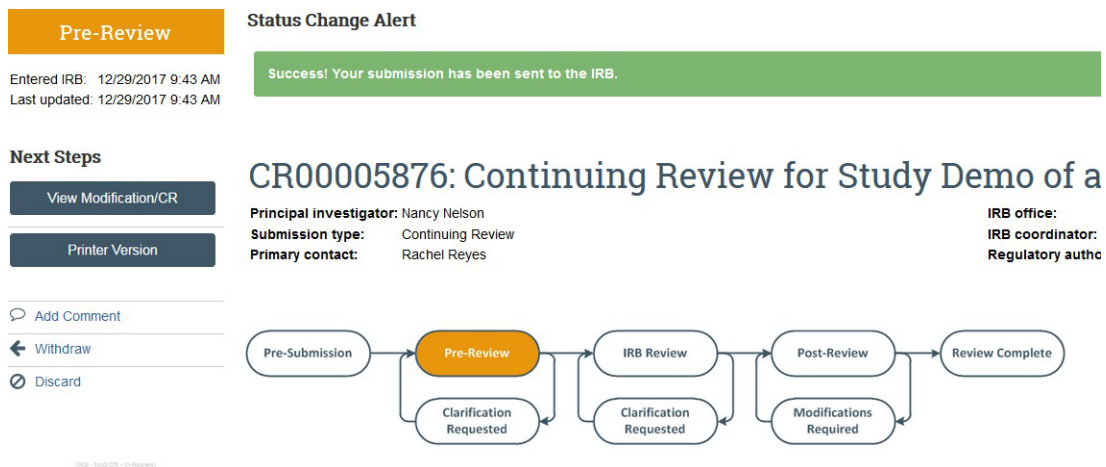 Pre-Review
Entered IRB: 12/29/2017 9:43 AM
Last updated: 12/29/2017 9:43 AM
Next Steps
View Modification/CR
Printer Version
Add Comment
Withdraw
Discard
Status Change Alert
Success! Your submission has been sent to the IRB.
CR00005876: Continuing Review for Study Demo of a
Principal investigator: Nancy Nelson
Submission type: Continuing Review
Primary contact: Rachel Reyes
IRB office:
IRB coordinator:
Regulatory autho
Pre-Submission
Pre-Review
IRB Review
Post-Review
Review Complete
Clarification
Requested
Clarification
Requested
Modifications
Required